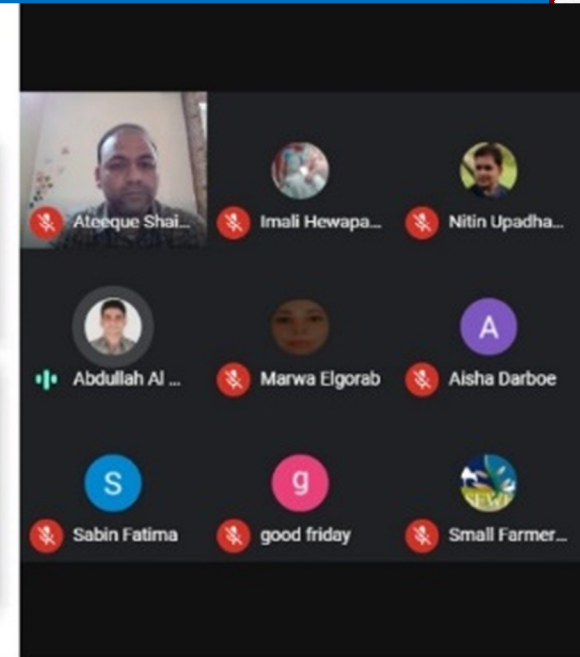 Ateeque Shai...
Imali Hewapa...
Nitin Upadha...
Abdullah Al ...
Marwa Elgorab
A
Aisha Darboe
S
Sabin Fatima
g
good friday
Small Farmer...